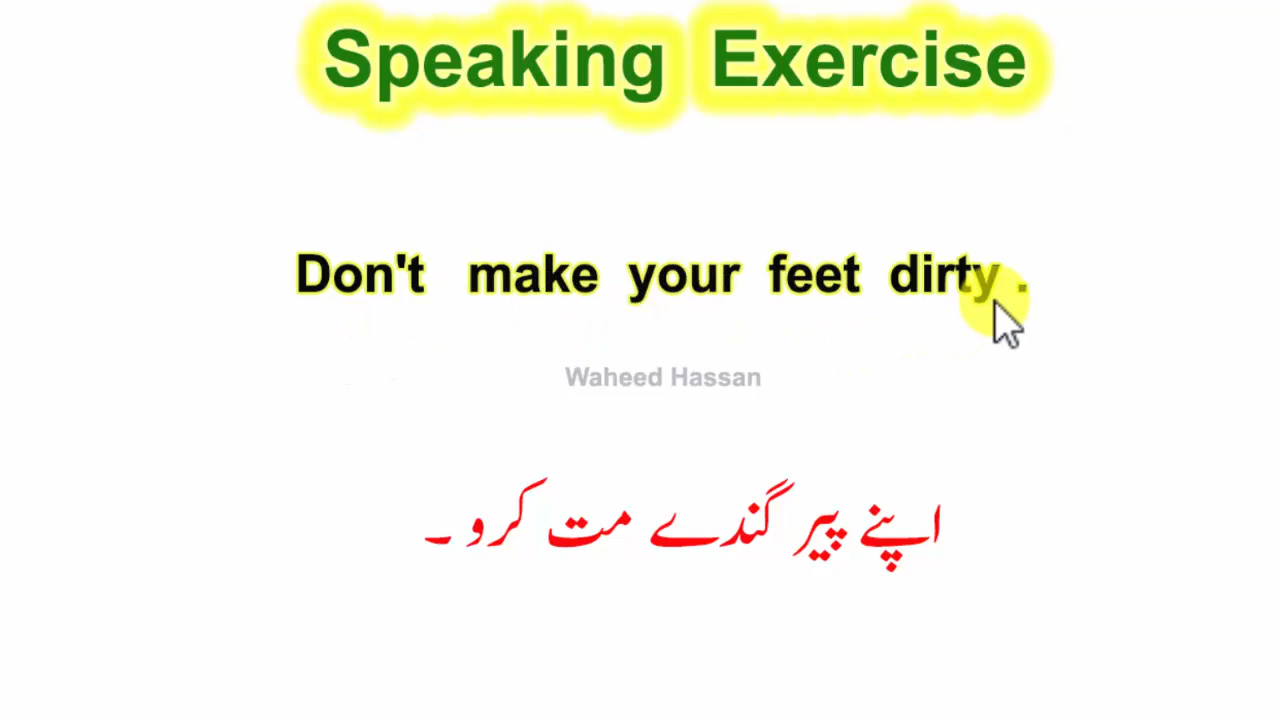 Speaking Exercise
Don't make your feet dirty .
Waheed Hassan
اپنے پیر گندے مت کرو ۔